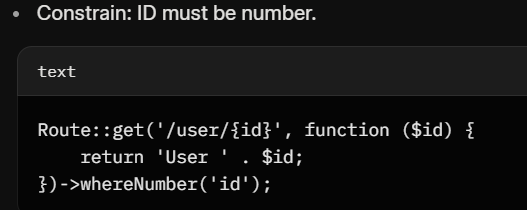 • Constrain: ID must be number.
text
Route::get('/user/{id}', function ($id) {
    return 'User ' . $id;
})->whereNumber('id');